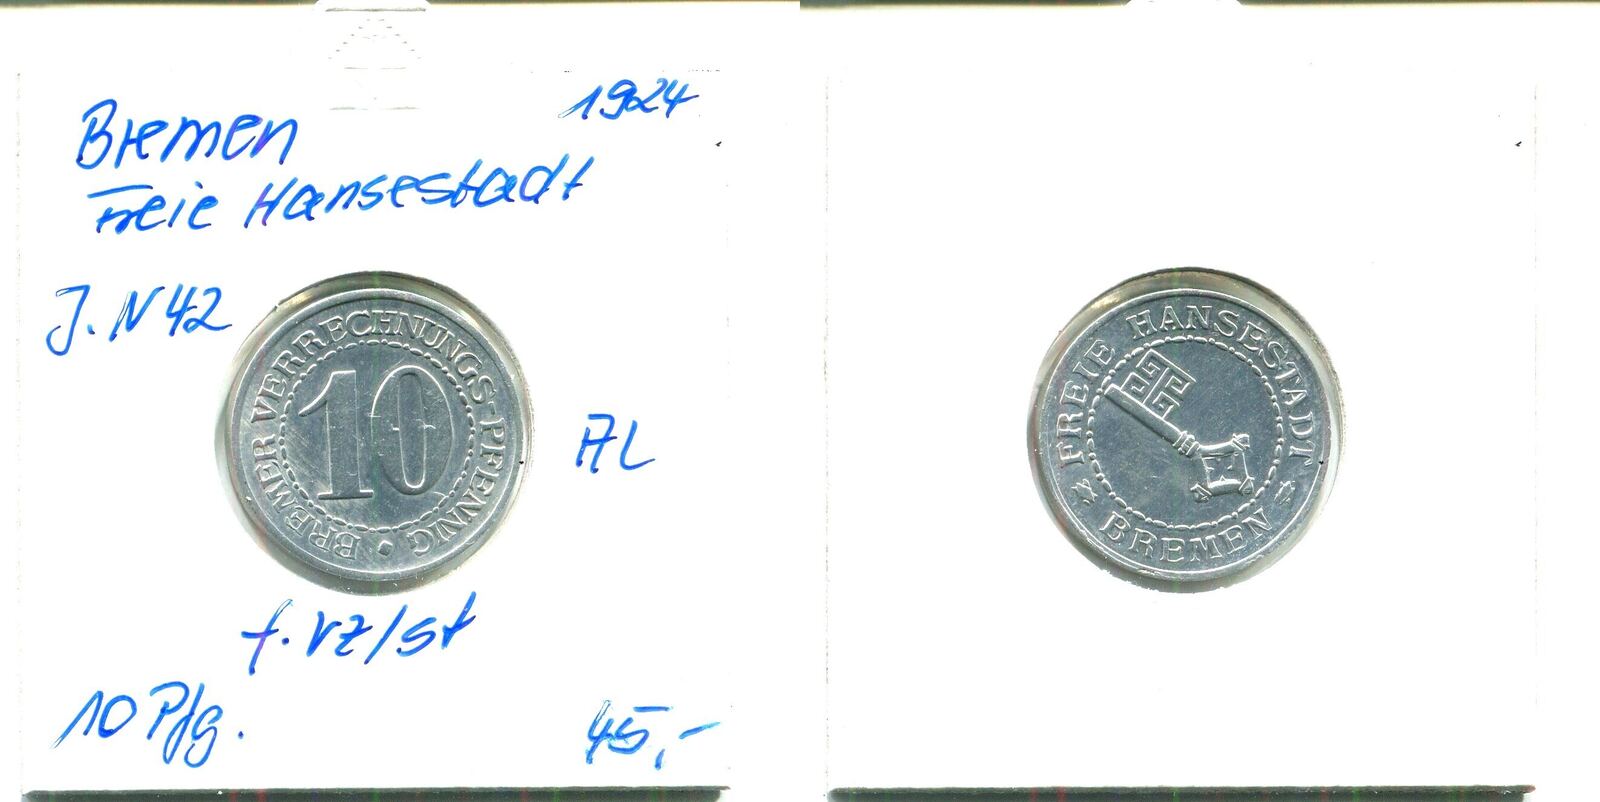 1924
Bremen
Freie Hansestadt
J. N 42
BREMER VERRECHNUNGS-PFENNIG
10
AL
f. vz/st
10 Pfg.
45,-
FREIE HANSESTADT
BREMEN